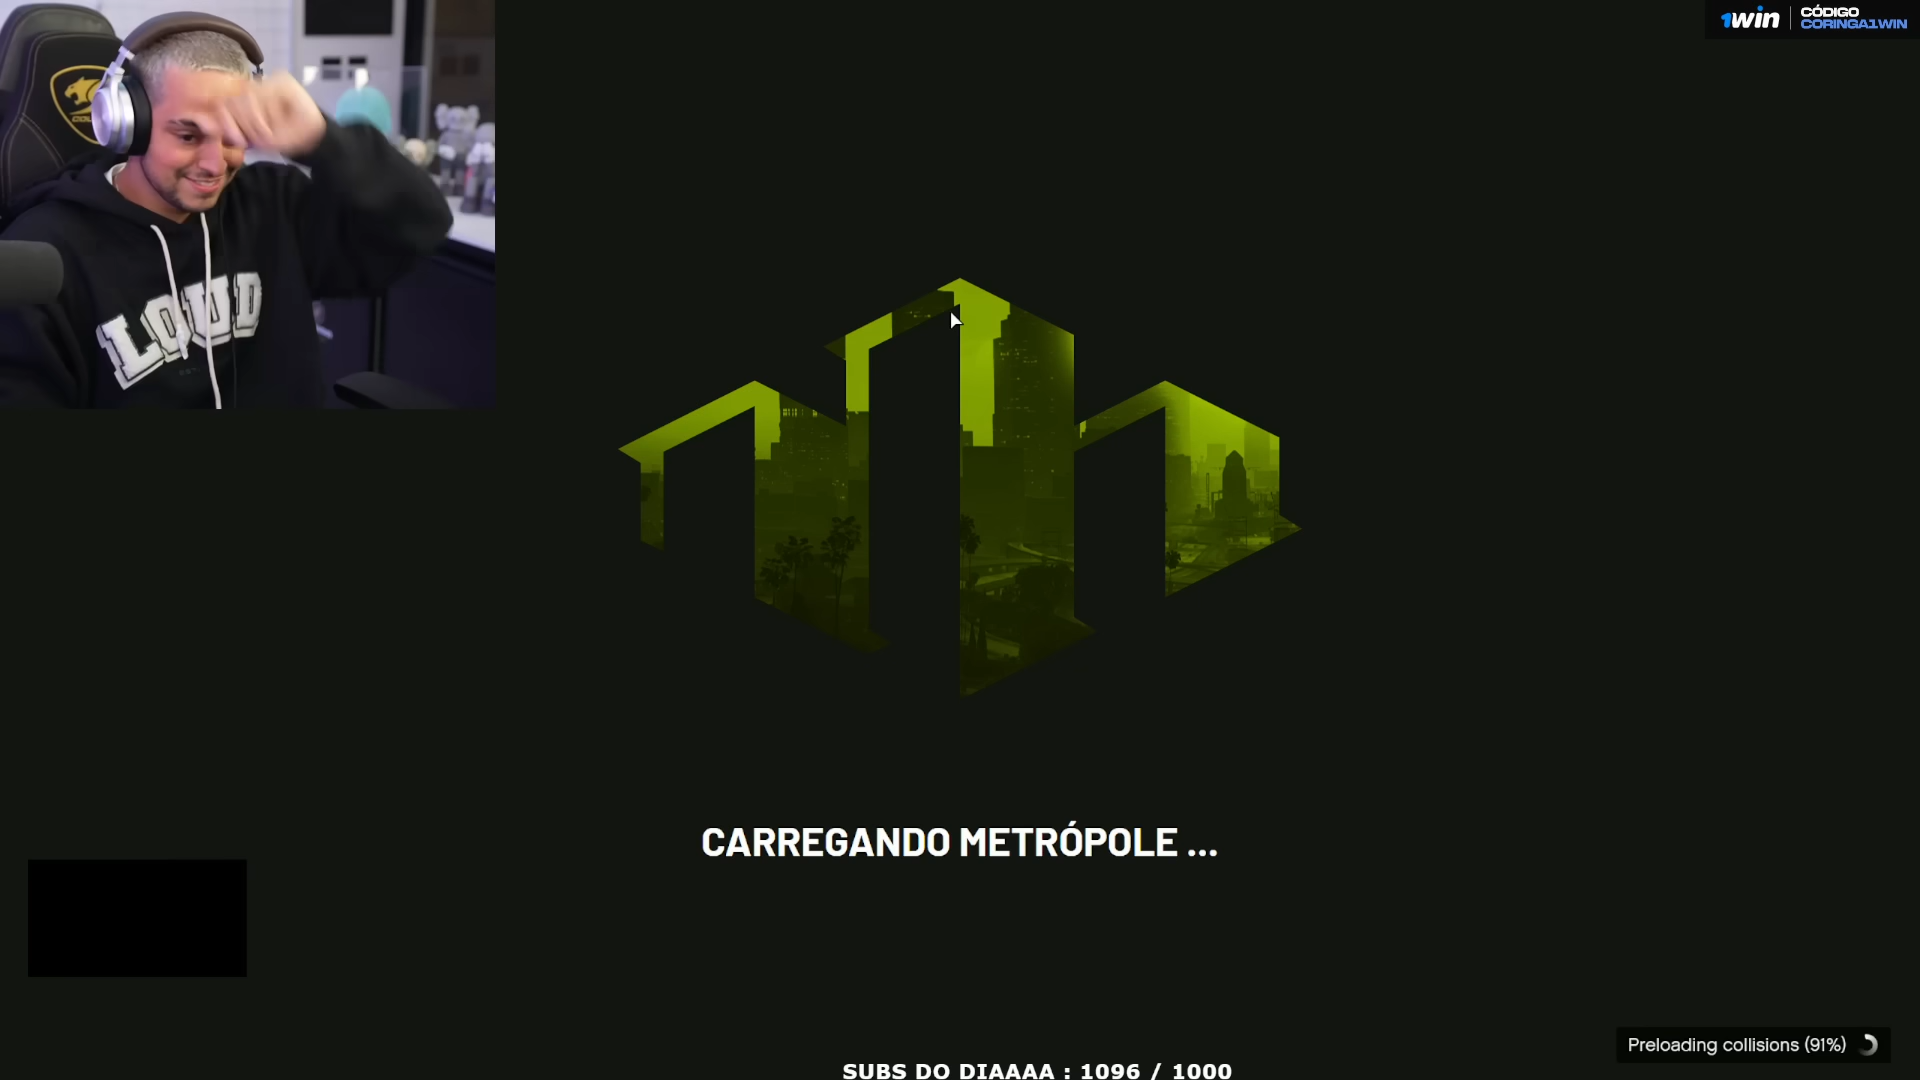 1win
CÓDIGO
CORINGA1WIN
LOUD
CARREGANDO METRÓPOLE ...
Preloading collisions (91%)
SUBS DO DIAAAA : 1096 / 1000